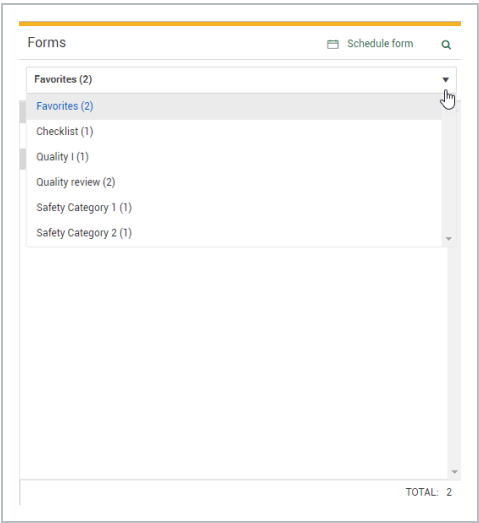 Forms
Schedule form
Favorites (2)
Favorites (2)
Checklist (1)
Quality I (1)
Quality review (2)
Safety Category 1 (1)
Safety Category 2 (1)
TOTAL: 2